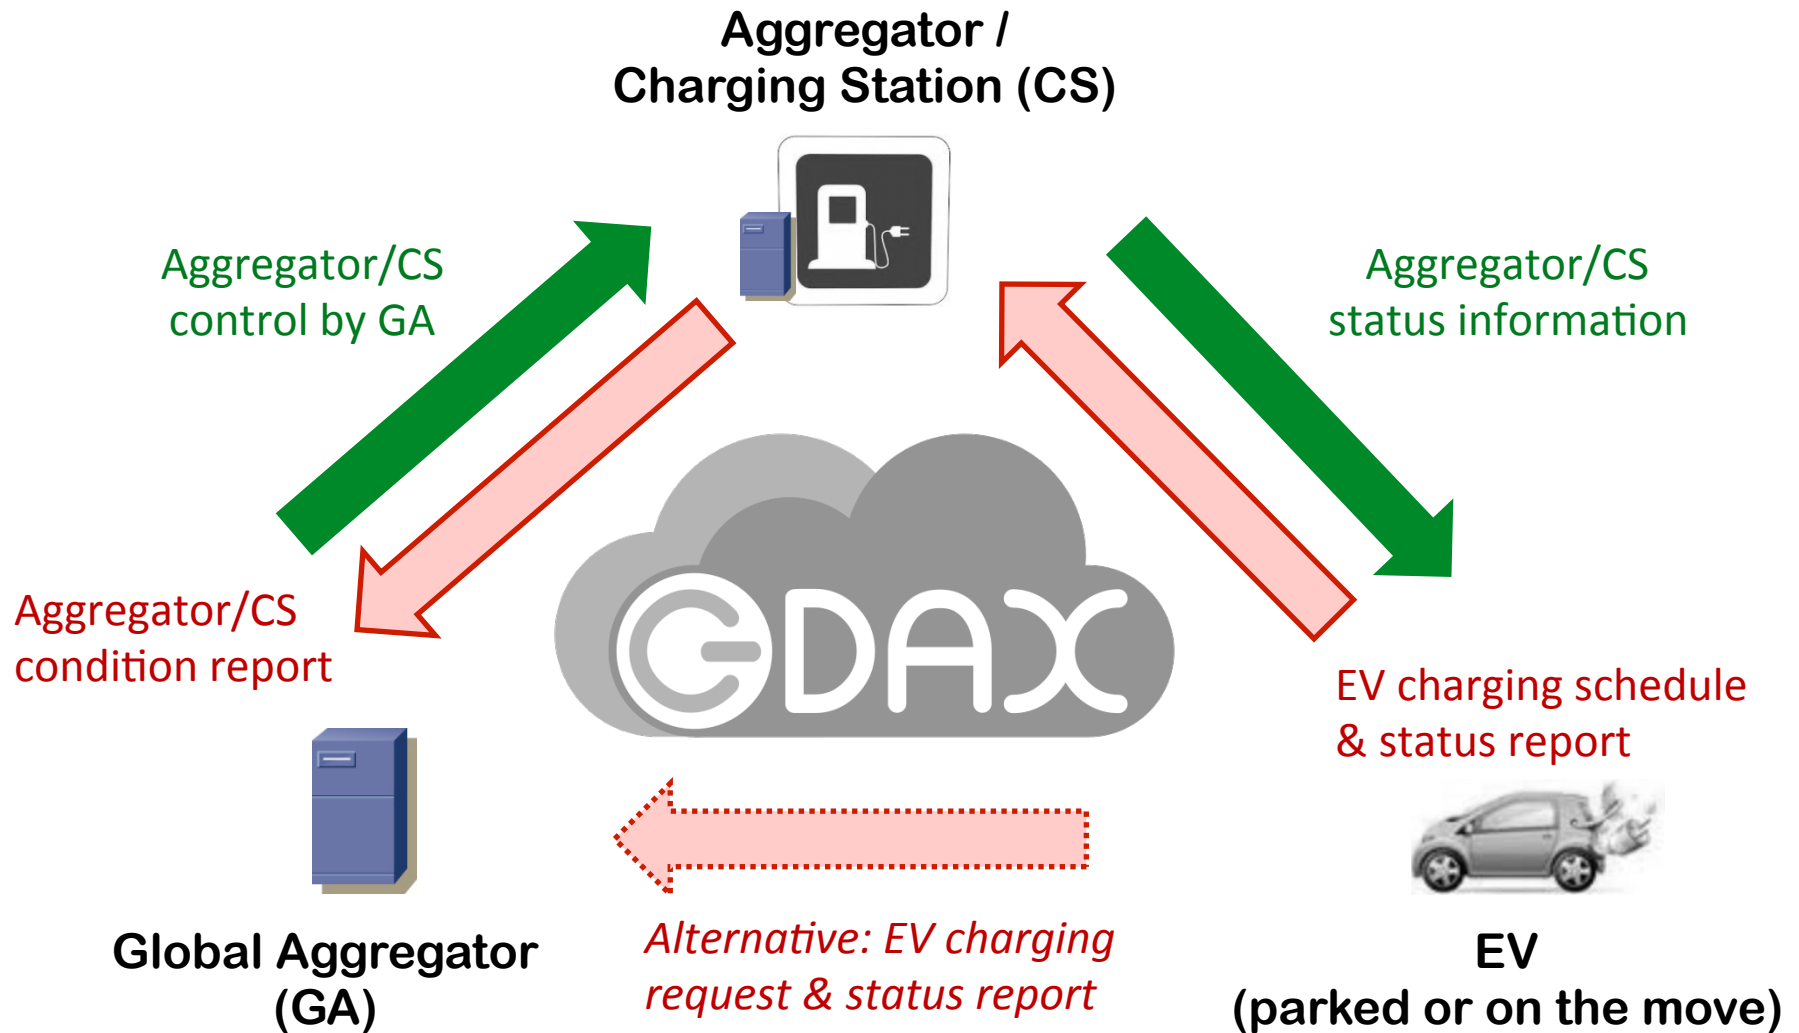 Aggregator /
Charging Station (CS)
Aggregator/CS
control by GA
Aggregator/CS
status information
Aggregator/CS
condition report
GDAX
EV charging schedule
& status report
Global Aggregator
(GA)
Alternative: EV charging
request & status report
EV
(parked or on the move)